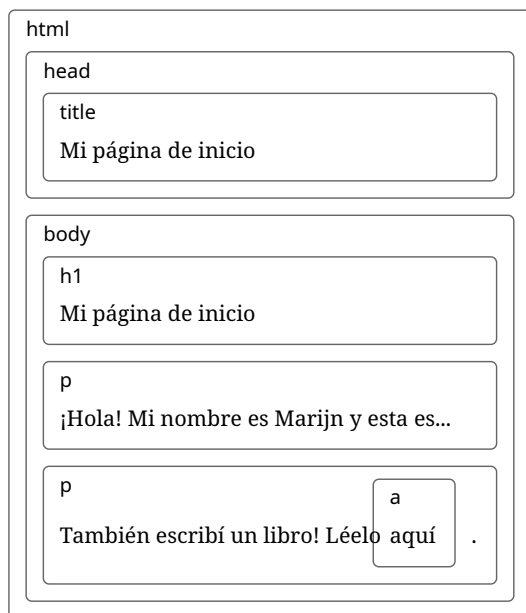 html
head
title
Mi página de inicio
body
h1
Mi página de inicio
p
¡Hola! Mi nombre es Marijn y esta es...
p
a
También escribí un libro! Léelo aquí .